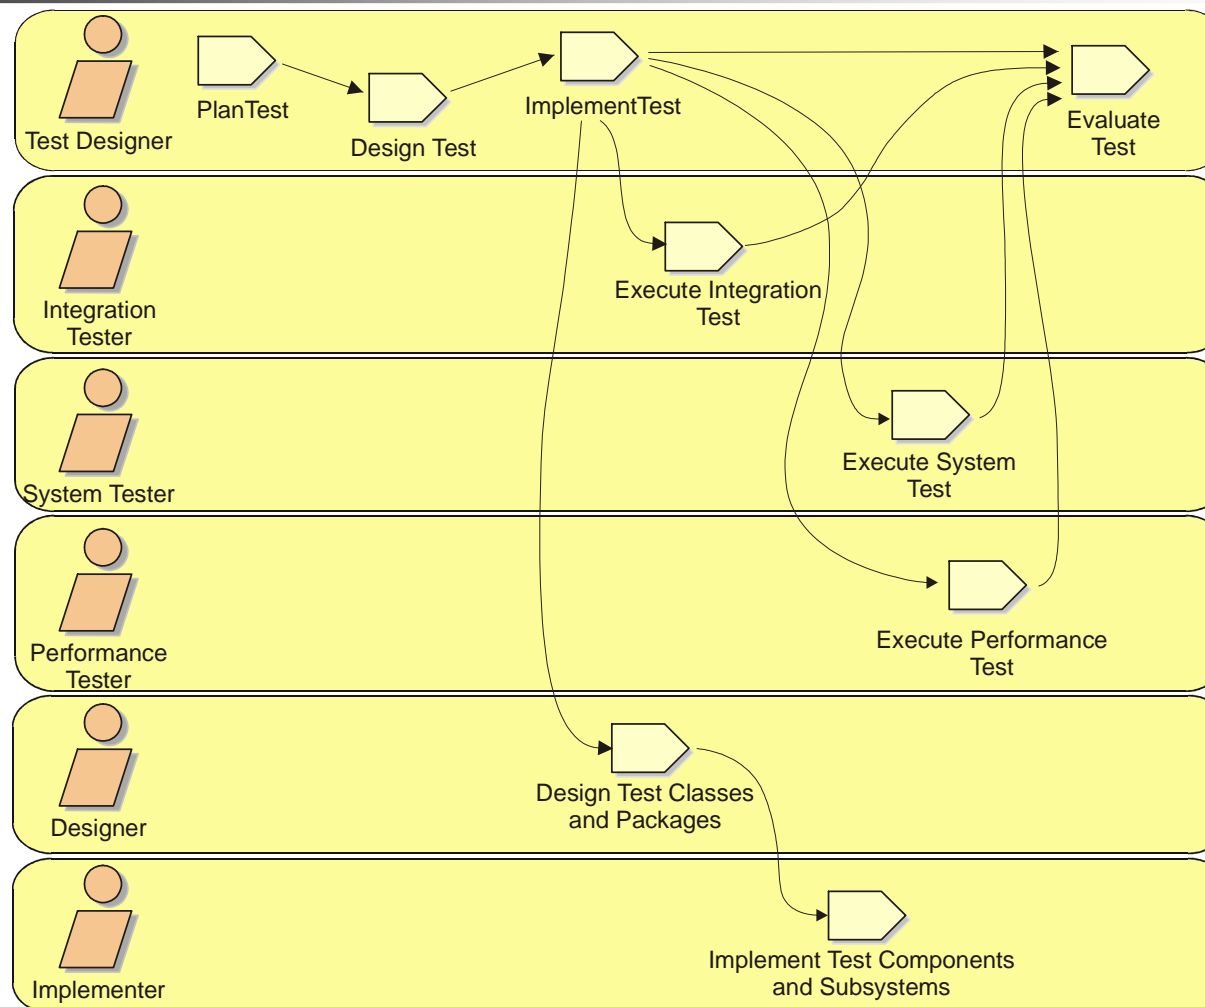 PlanTest
ImplementTest
Evaluate
Test
Test Designer
Design Test
Integration
Tester
Execute Integration
Test
System Tester
Execute System
Test
Performance
Tester
Execute Performance
Test
Designer
Design Test Classes
and Packages
Implementer
Implement Test Components
and Subsystems